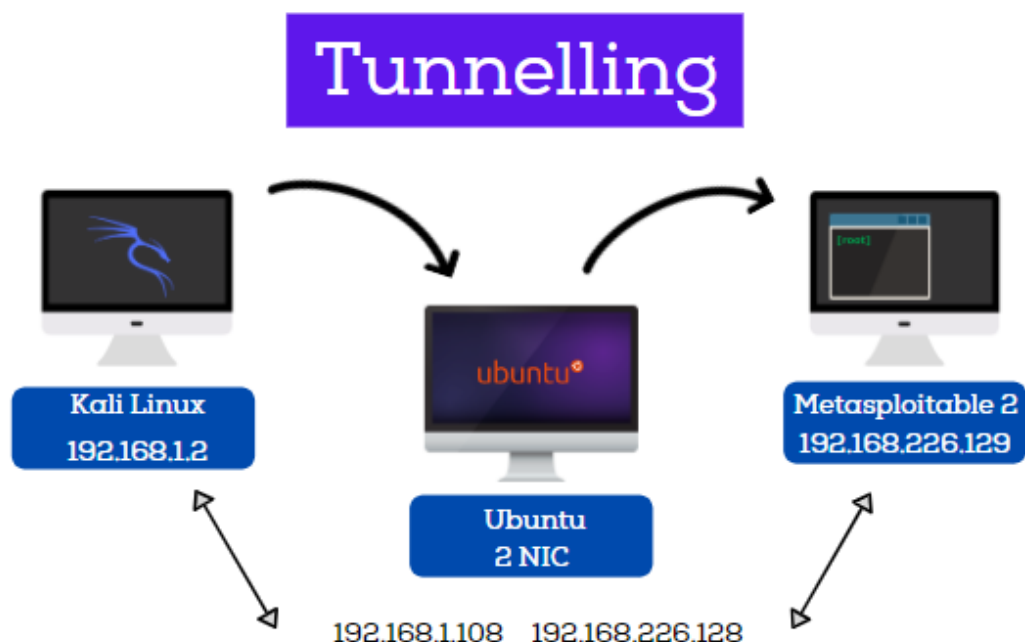 Tunnelling
[root]
ubuntu
Kali Linux
192.168.1.2
Metasploitable 2
192.168.226.129
Ubuntu
2 NIC
192.168.1.108 192.168.226.128